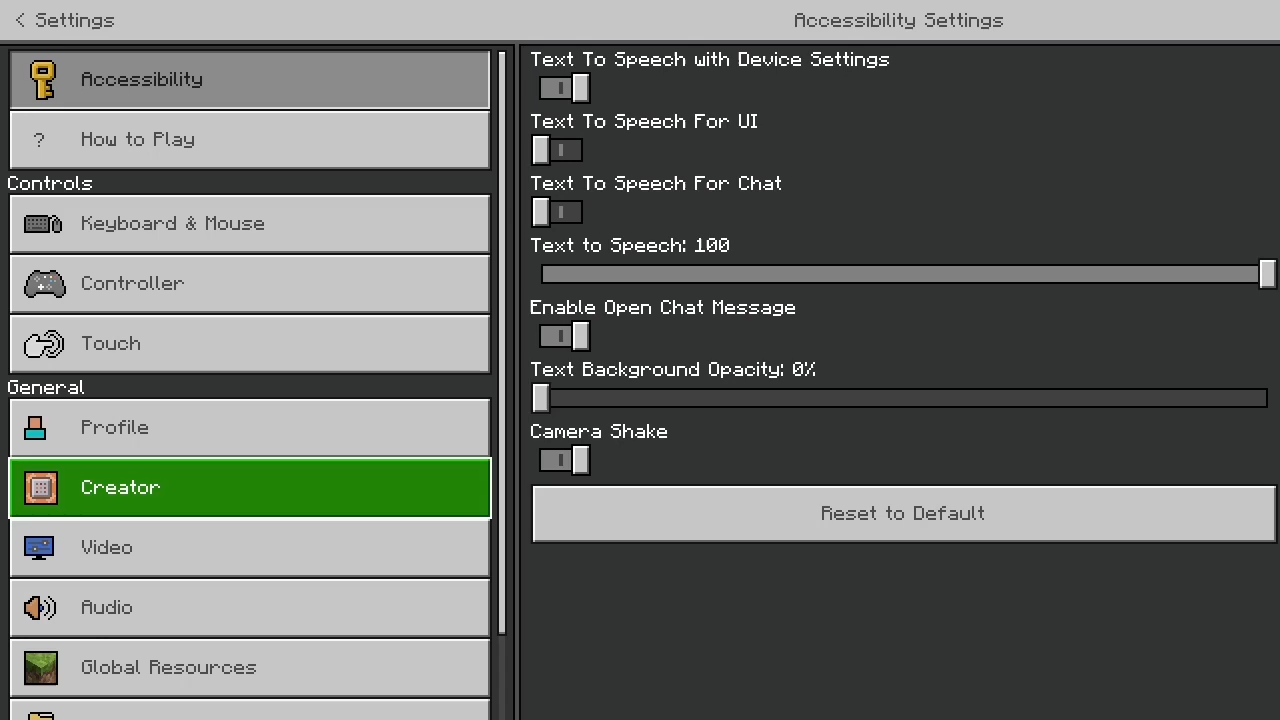 Settings
Accessibility Settings
Accessibility
? How to Play
Controls
Keyboard & Mouse
Controller
Touch
General
Profile
Creator
Video
Audio
Global Resources
Text To Speech with Device Settings
Text To Speech For UI
Text To Speech For Chat
Text to Speech: 100
Enable Open Chat Message
Text Background Opacity: 0%
Camera Shake
Reset to Default